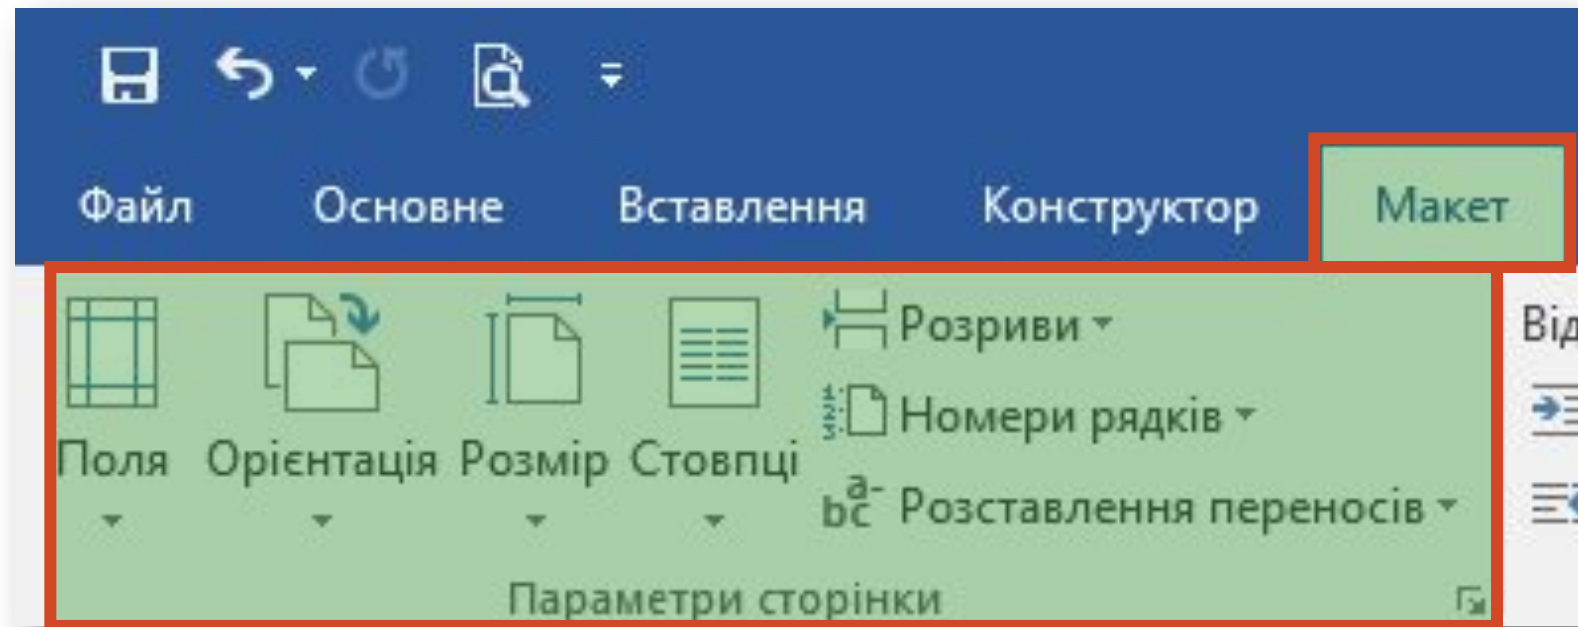 Файл Основне Вставлення Конструктор Макет
Поля Орієнтація Розмір Стовпці
Розриви
Номери рядків
Розставлення переносів
Параметри сторінки